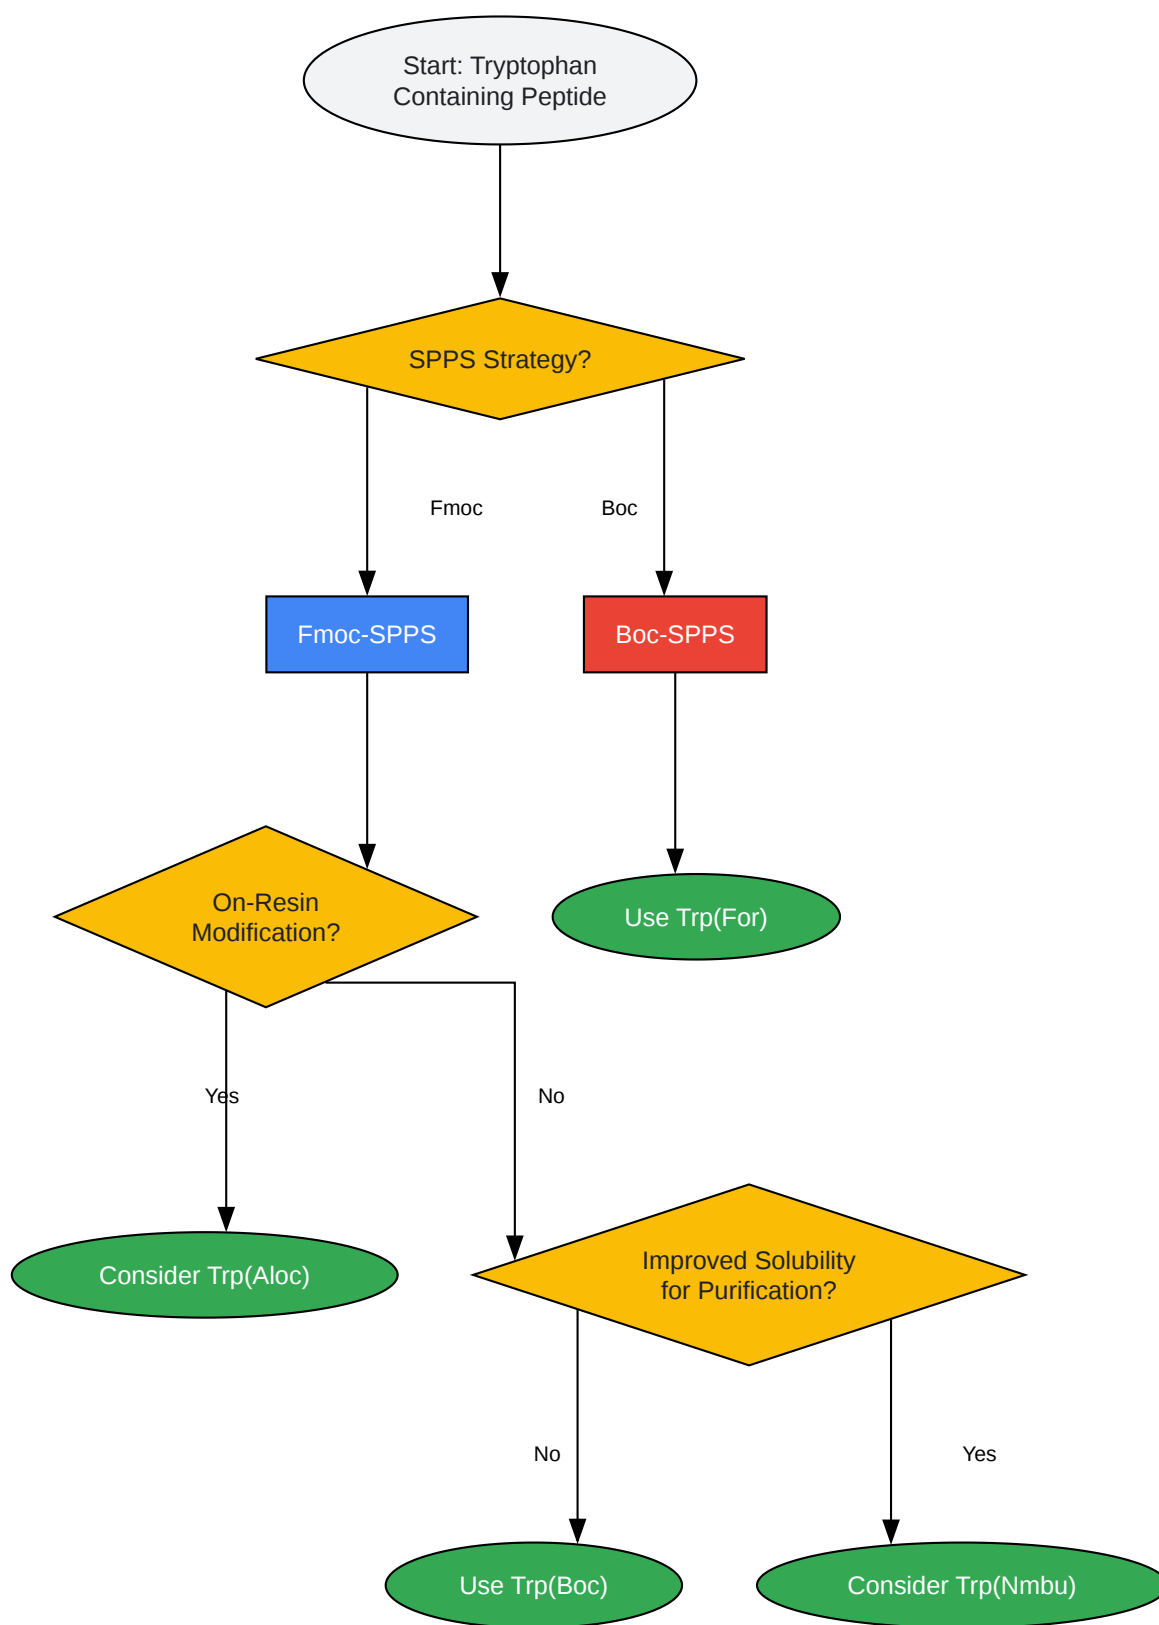 Start: Tryptophan
Containing Peptide
SPPS Strategy?
Fmoc
Boc
Fmoc-SPPS
Boc-SPPS
On-Resin
Modification?
Use Trp(For)
Yes
No
Consider Trp(Aloc)
Improved Solubility
for Purification?
No
Yes
Use Trp(Boc)
Consider Trp(Nmbu)